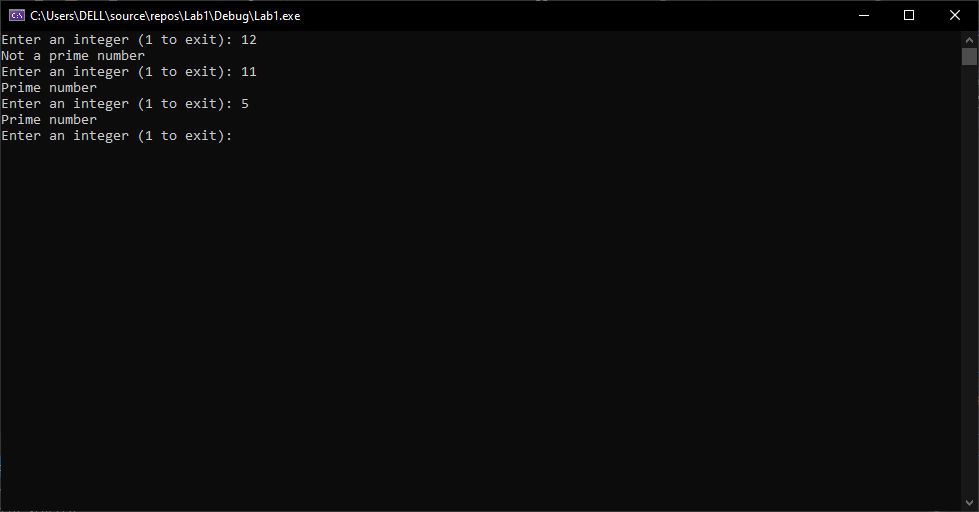 C:\Users\DELL\source\repos\Lab1\Debug\Lab1.exe
Enter an integer (1 to exit): 12
Not a prime number
Enter an integer (1 to exit): 11
Prime number
Enter an integer (1 to exit): 5
Prime number
Enter an integer (1 to exit):